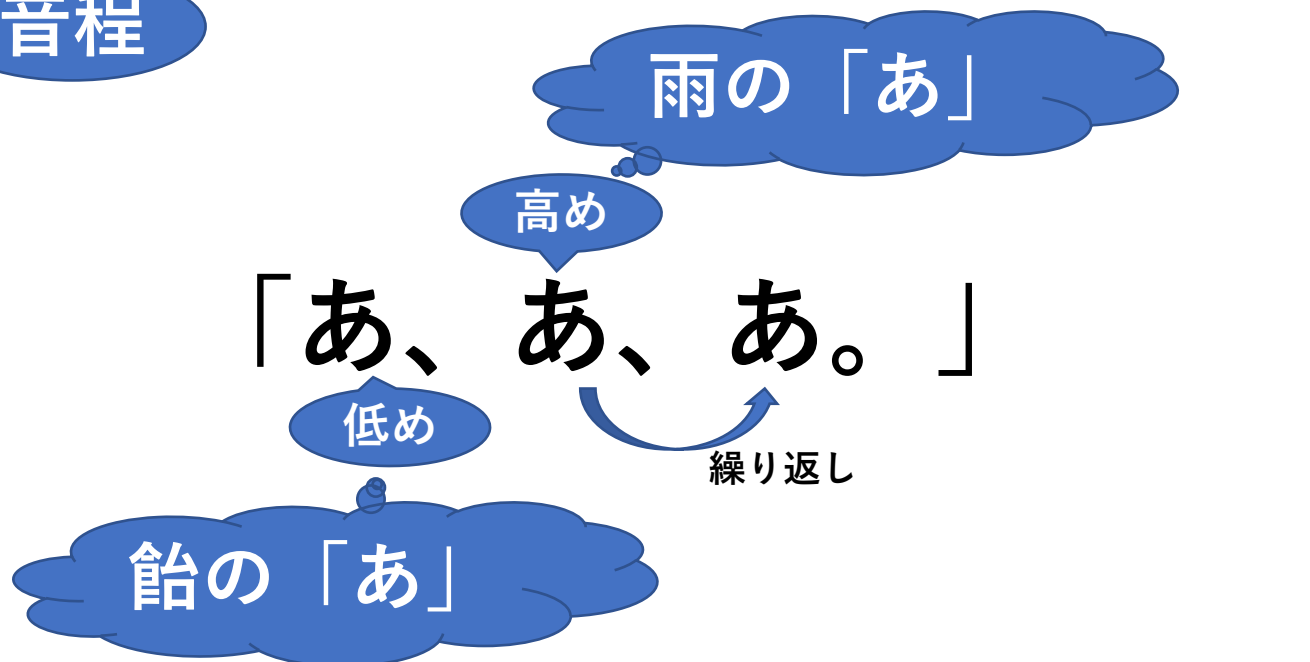 音程
雨の「あ」
高め
「あ、あ、あ。」
低め
繰り返し
飴の「あ」